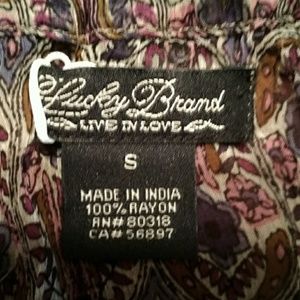 Lucky Brand
LIVE IN LOVE
S
MADE IN INDIA
100% RAYON
RN# 80318
CA# 56897